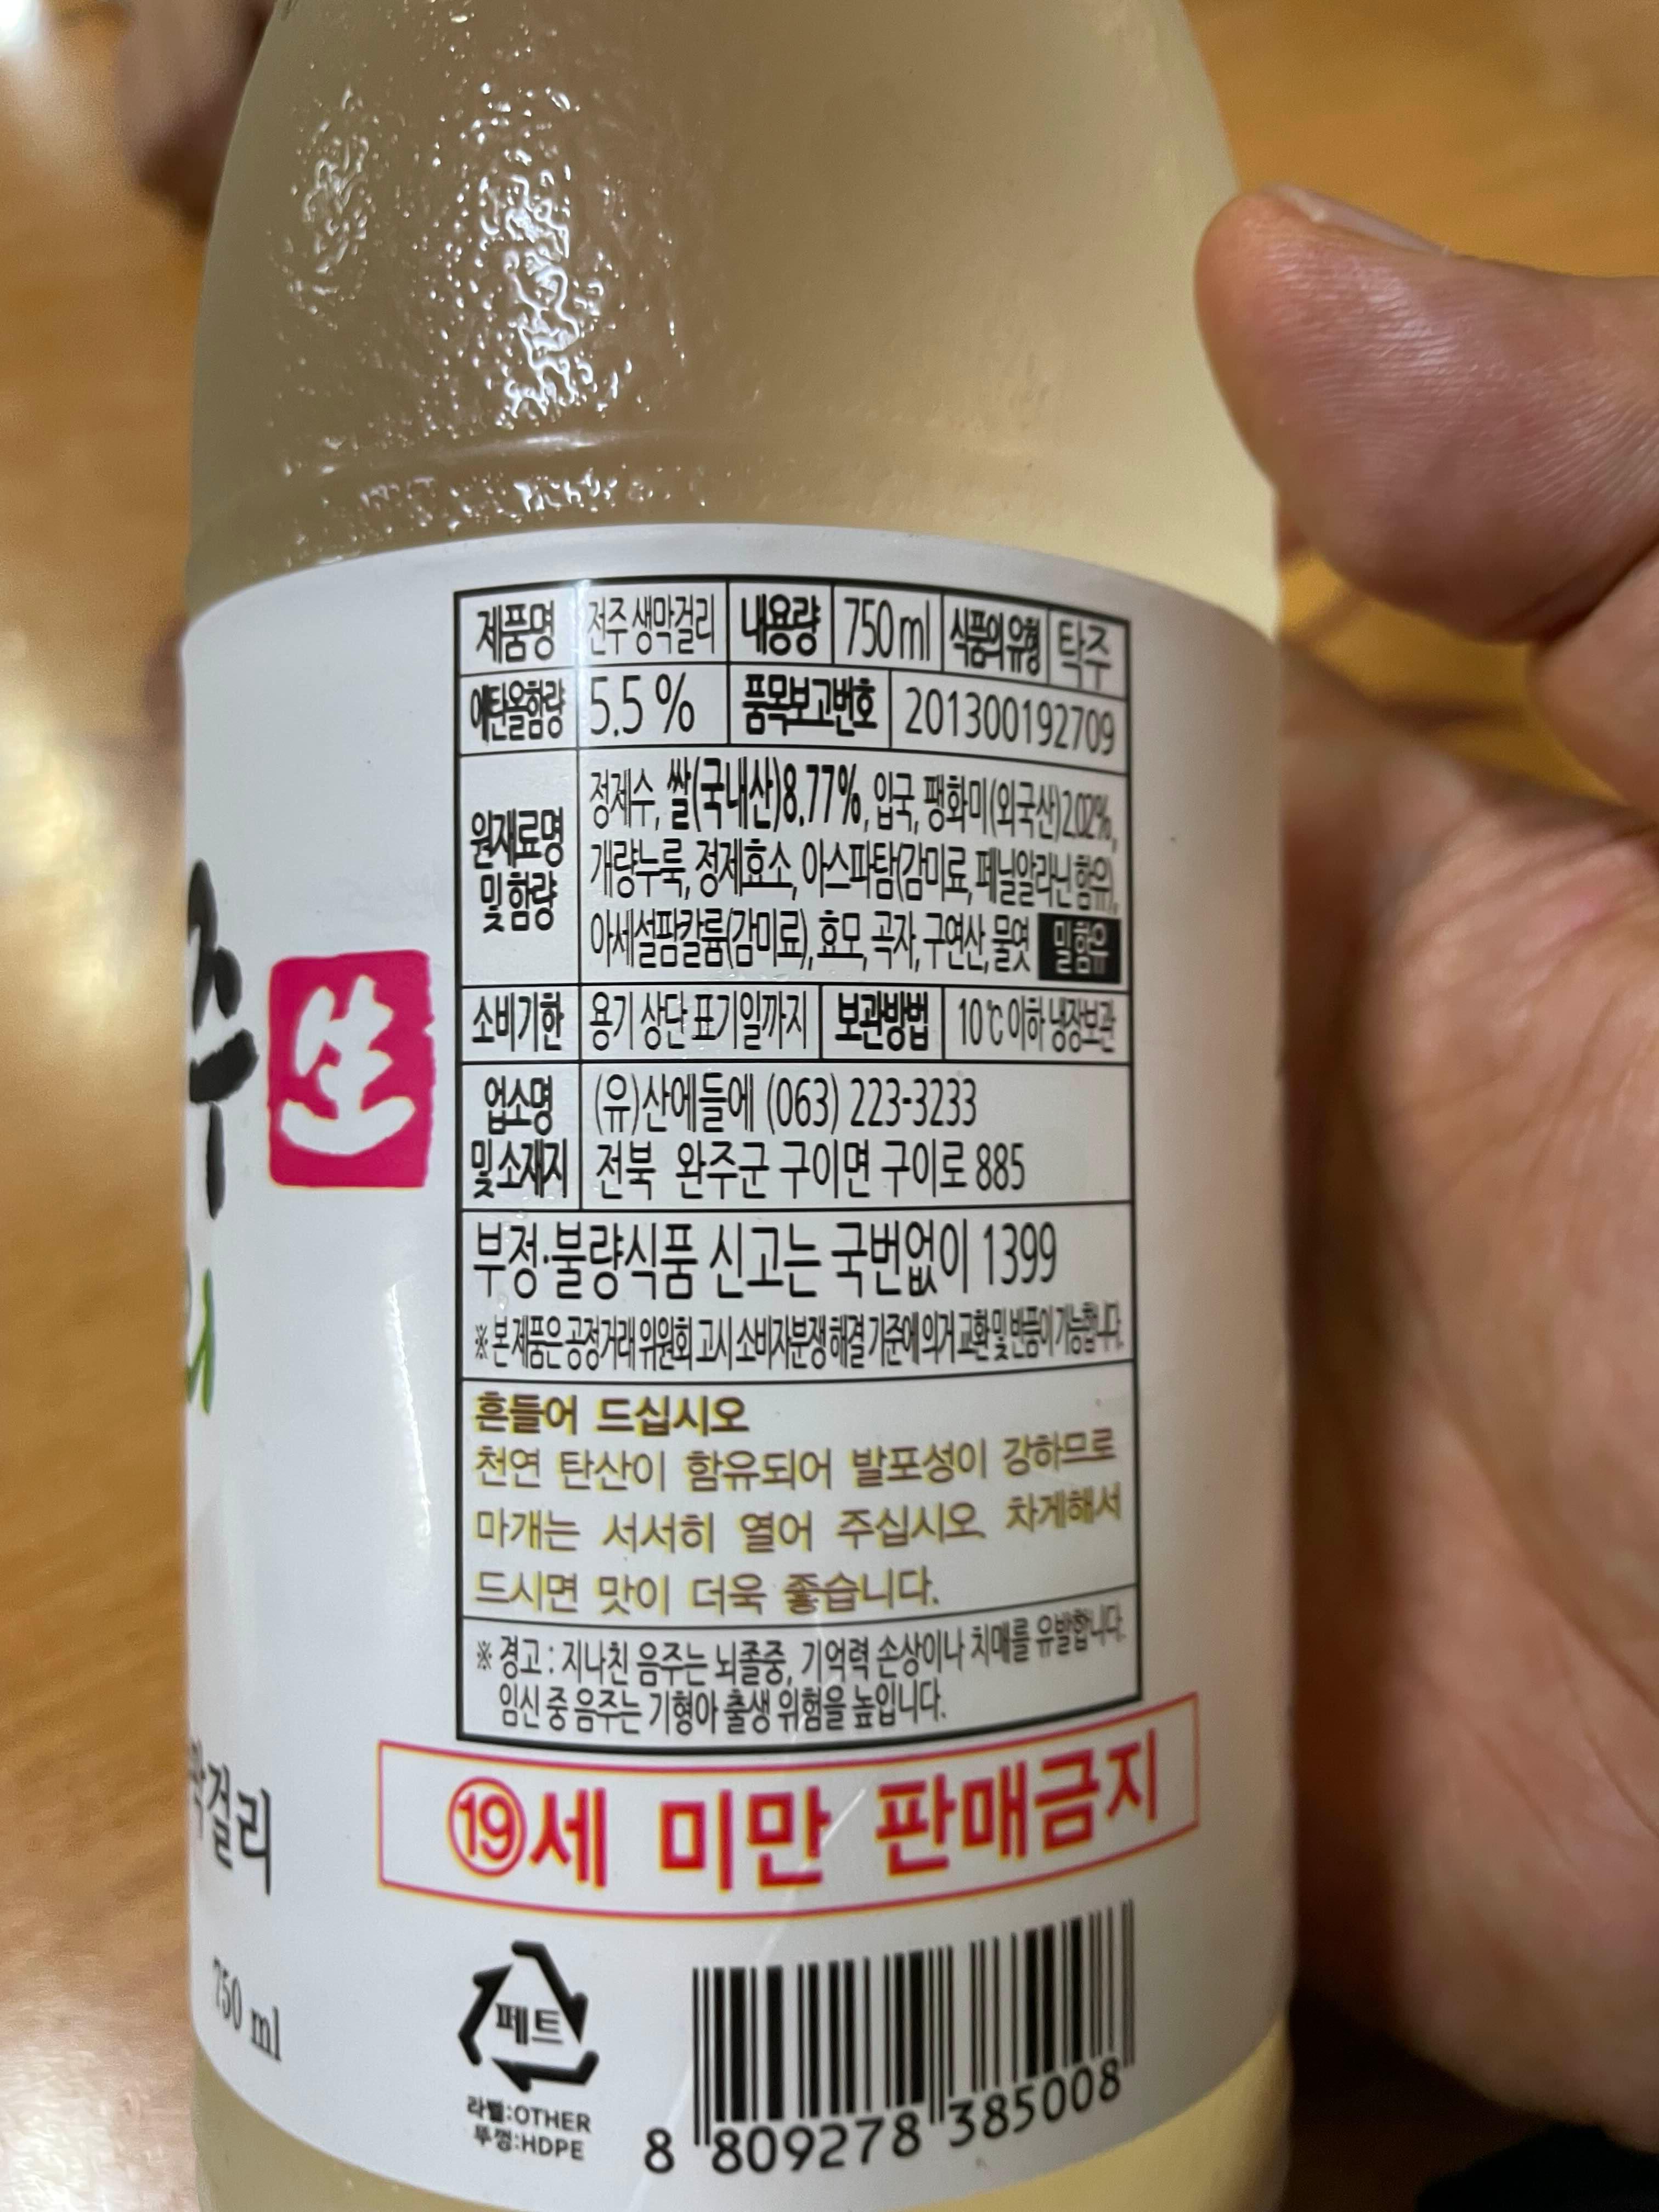 주
生
제품명 전주 생막걸리 내용량 750ml 식품의유형 탁주
에탄올함량 5.5% 품목보고번호 201300192709
원재료명 및 함량
정제수, 쌀(국내산)8.77%, 입국, 팽화미(외국산)2.02%,
개량누룩, 정제효소, 아스파탐(감미료, 페닐알라닌 함유),
아세설팜칼륨(감미료), 효모, 곡자, 구연산, 물엿 밀함유
소비기한 용기 상단 표기일까지 보관방법 10℃이하 냉장보관
업소명 (유)산에들에 (063) 223-3233
및 소재지 전북 완주군 구이면 구이로 885
부정·불량식품 신고는 국번없이 1399
※ 본 제품은 공정거래 위원회 고시 소비자분쟁 해결 기준에 의거 교환 및 반품이 가능합니다.
흔들어 드십시오
천연 탄산이 함유되어 발포성이 강하므로
마개는 서서히 열어 주십시오. 차게해서
드시면 맛이 더욱 좋습니다.
※ 경고 : 지나친 음주는 뇌졸중, 기억력 손상이나 치매를 유발합니다.
임신 중 음주는 기형아 출생 위험을 높입니다.
⑲세 미만 판매금지
걸리
750 ml
페트
라벨:OTHER
뚜껑:HDPE
8 809278 385008